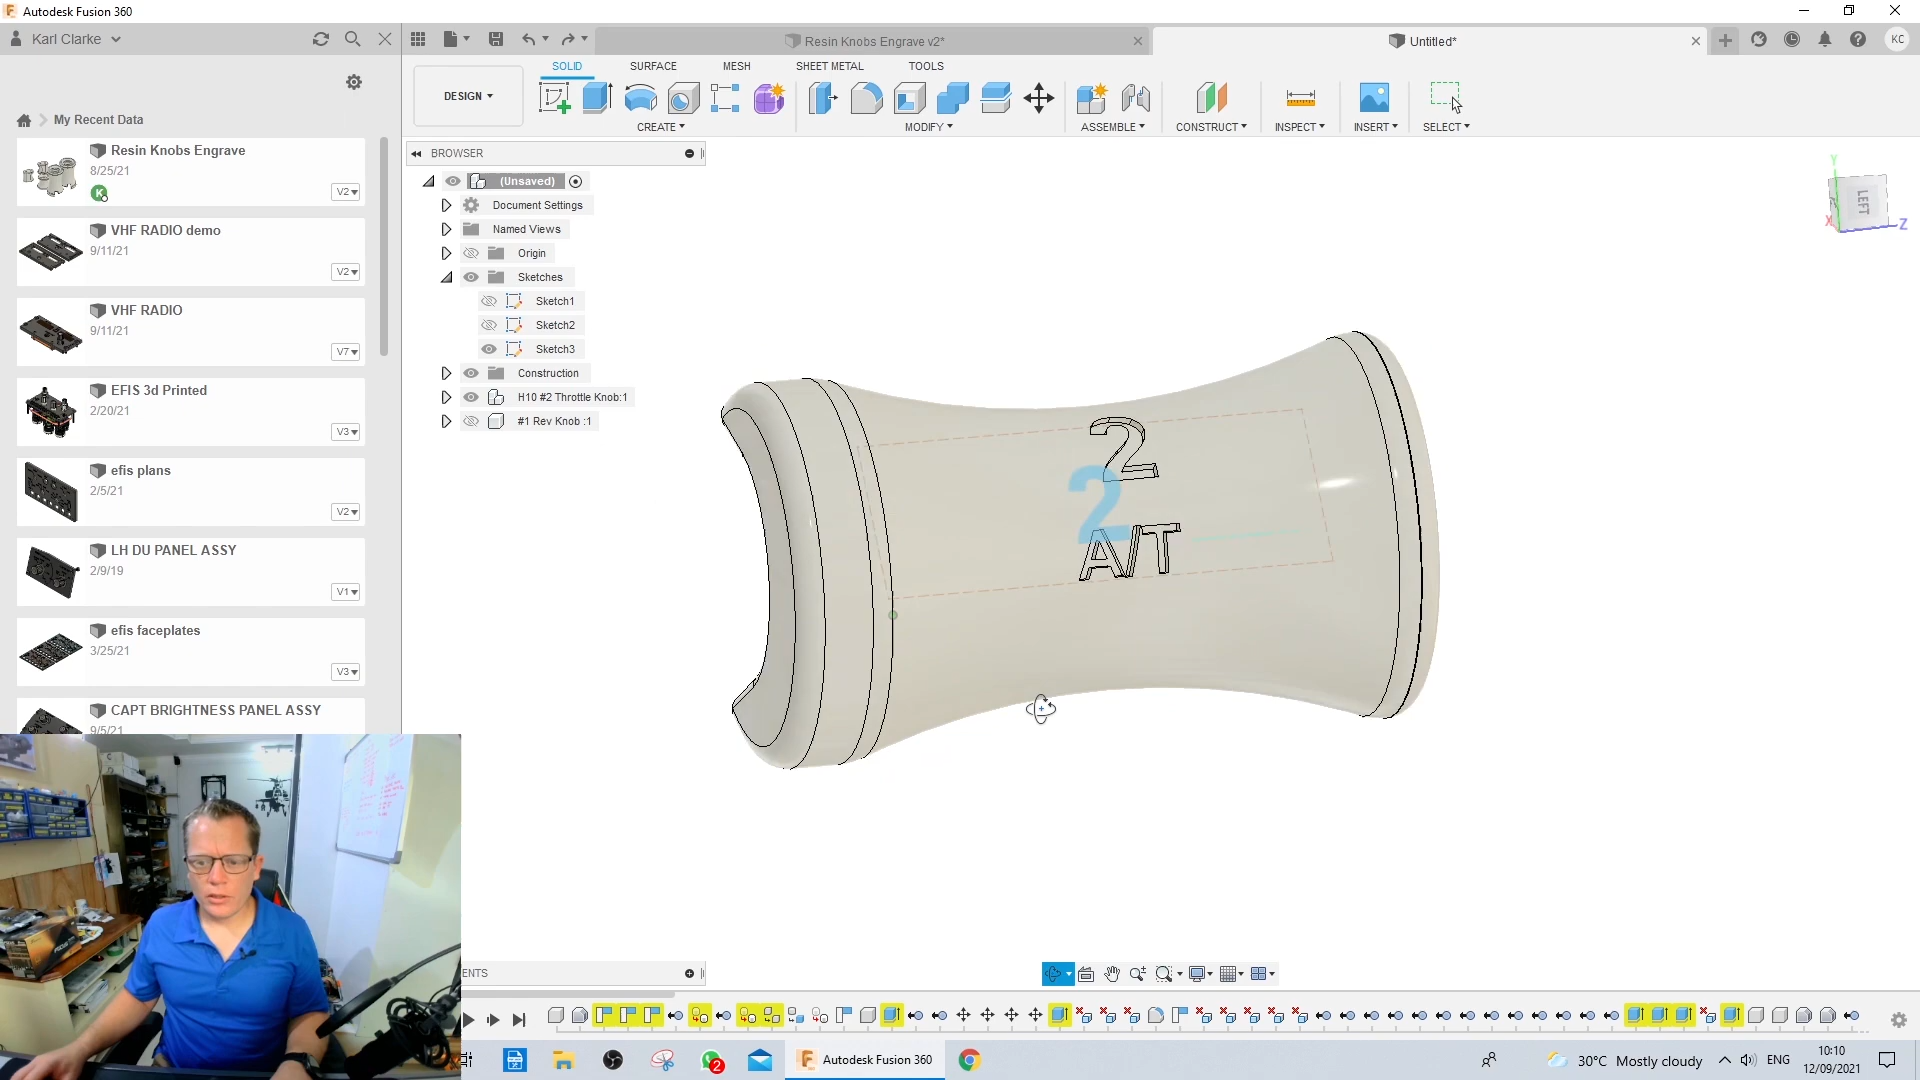 Autodesk Fusion 360
Karl Clarke
Resin Knobs Engrave v2*
Untitled*
KC
SOLID
SURFACE
MESH
SHEET METAL
TOOLS
DESIGN
CREATE
MODIFY
ASSEMBLE
CONSTRUCT
INSPECT
INSERT
SELECT
My Recent Data
Resin Knobs Engrave
8/25/21
K
V2
VHF RADIO demo
9/11/21
V2
VHF RADIO
9/11/21
V7
EFIS 3d Printed
2/20/21
V3
efis plans
2/5/21
V2
LH DU PANEL ASSY
2/9/19
V1
efis faceplates
3/25/21
V3
CAPT BRIGHTNESS PANEL ASSY
9/5/21
BROWSER
(Unsaved)
Document Settings
Named Views
Origin
Sketches
Sketch1
Sketch2
Sketch3
Construction
H10 #2 Throttle Knob:1
#1 Rev Knob :1
Y
LEFT
X
Z
2
2
A/T
ENTS
2
Autodesk Fusion 360
30°C Mostly cloudy
ENG
10:10
12/09/2021